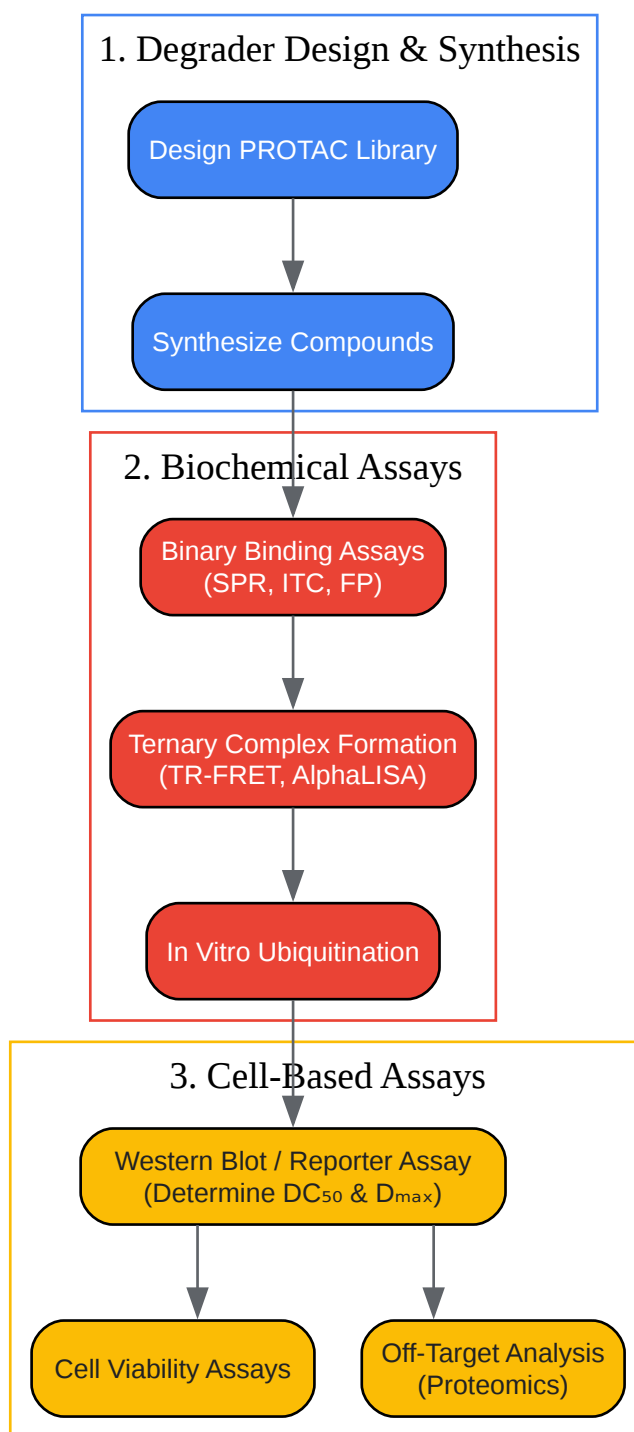 1. Degrader Design & Synthesis
Design PROTAC Library
Synthesize Compounds
2. Biochemical Assays
Binary Binding Assays
(SPR, ITC, FP)
Ternary Complex Formation
(TR-FRET, AlphaLISA)
In Vitro Ubiquitination
3. Cell-Based Assays
Western Blot / Reporter Assay
(Determine DC₅₀ & Dₘₐₓ)
Cell Viability Assays
Off-Target Analysis
(Proteomics)